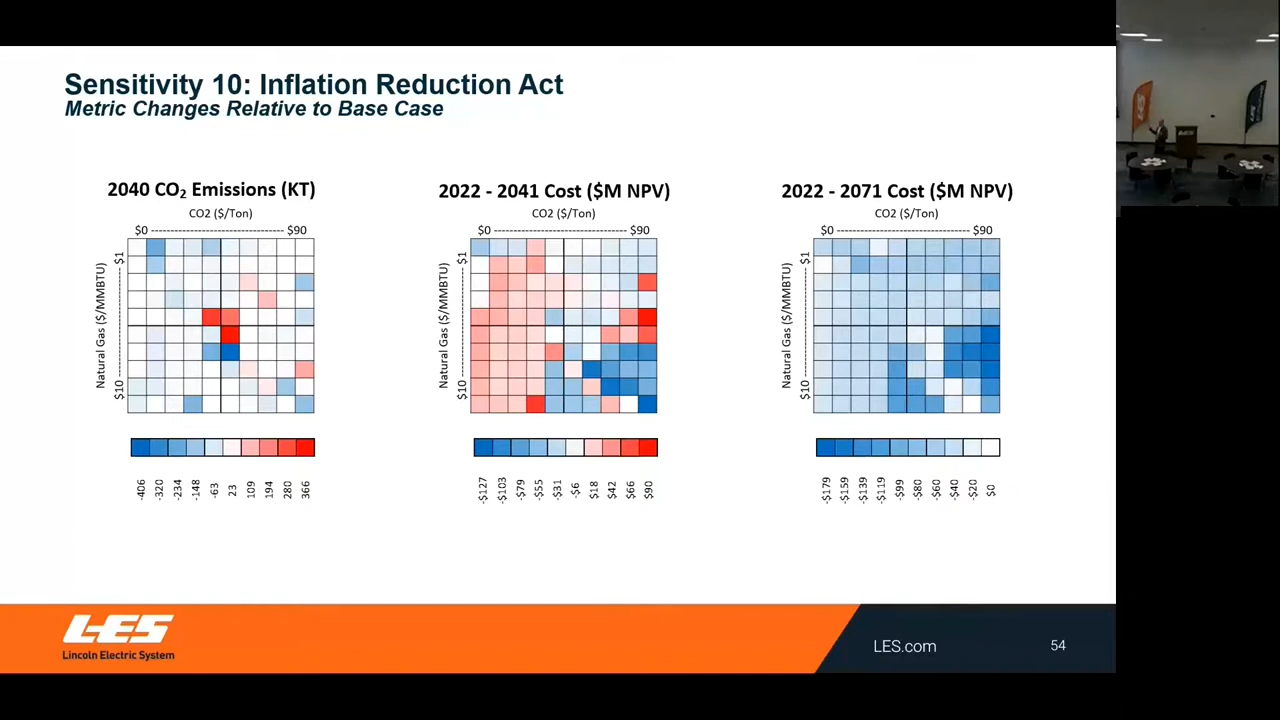 Sensitivity 10: Inflation Reduction Act
Metric Changes Relative to Base Case
2040 CO2 Emissions (KT)
CO2 ($/Ton)
$0 ---------------------------- $90
Natural Gas ($/MMBTU)
$10 ---------------------------- $1
-406 -320 -234 -148 -63 23 109 194 280 366
2022 - 2041 Cost ($M NPV)
CO2 ($/Ton)
$0 ---------------------------- $90
Natural Gas ($/MMBTU)
$10 ---------------------------- $1
-$127 -$103 -$79 -$55 -$31 -$6 $18 $42 $66 $90
2022 - 2071 Cost ($M NPV)
CO2 ($/Ton)
$0 ---------------------------- $90
Natural Gas ($/MMBTU)
$10 ---------------------------- $1
-$179 -$159 -$139 -$119 -$99 -$80 -$60 -$40 -$20 $0
LES
Lincoln Electric System
LES.com
54
LES
LES